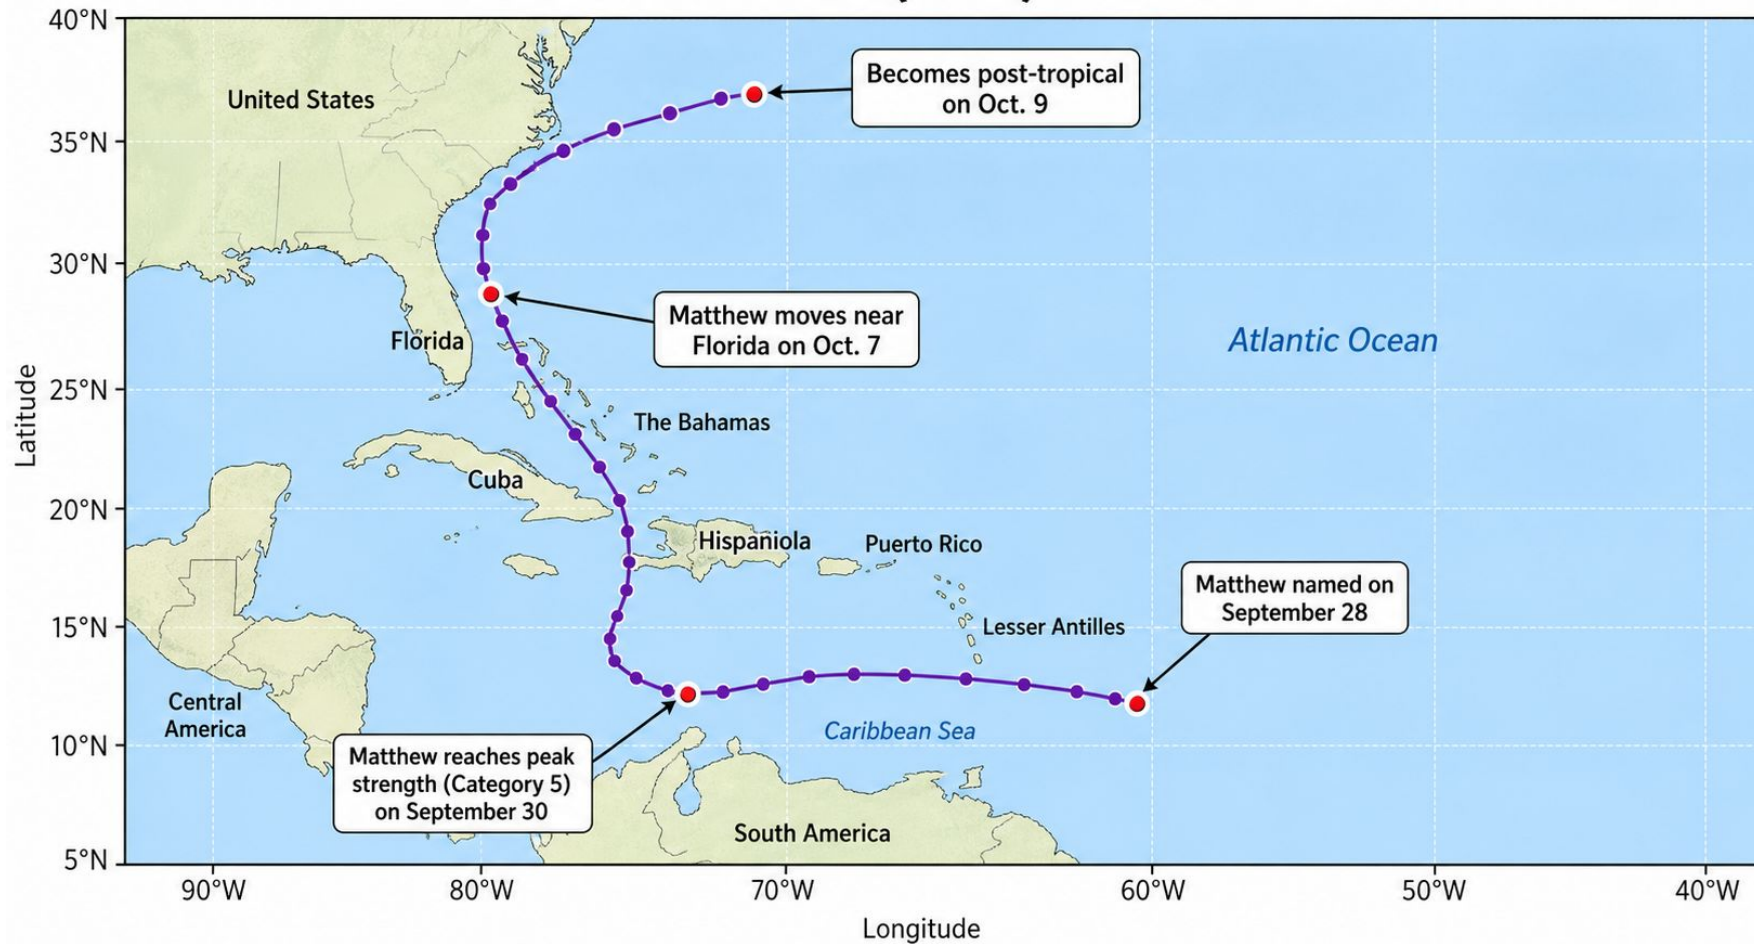 40°N
35°N
30°N
25°N
20°N
15°N
10°N
5°N
Latitude
United States
Becomes post-tropical
on Oct. 9
Matthew moves near
Florida on Oct. 7
Florida
Atlantic Ocean
The Bahamas
Cuba
Hispaniola
Puerto Rico
Matthew named on
September 28
Lesser Antilles
Central
America
Caribbean Sea
Matthew reaches peak
strength (Category 5)
on September 30
South America
90°W
80°W
70°W
60°W
50°W
40°W
Longitude